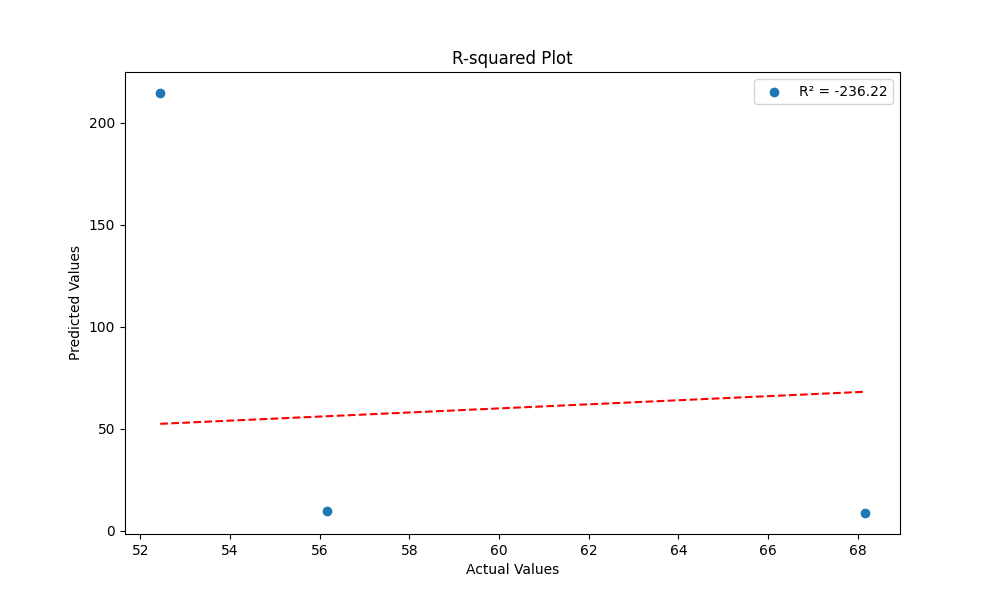 R-squared Plot
R² = -236.22
Predicted Values
200
150
100
50
0
52 54 56 58 60 62 64 66 68
Actual Values